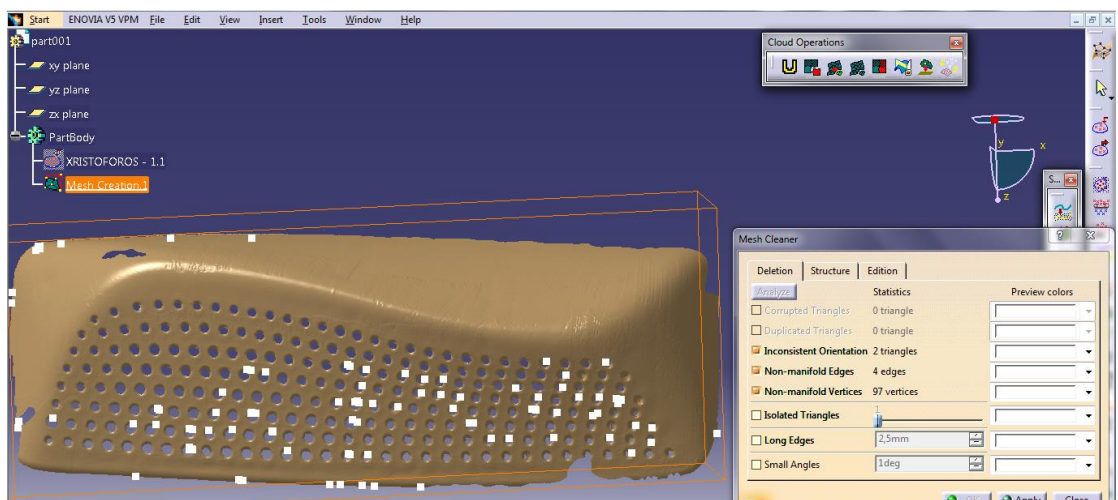 Start ENOVIA V5 VPM File Edit View Insert Tools Window Help
part001
xy plane
yz plane
zx plane
PartBody
XRISTOFOROS - 1.1
Mesh Creation.1
Cloud Operations
y x
z
S...
Mesh Cleaner
Deletion Structure Edition
Analyze Statistics Preview colors
Corrupted Triangles 0 triangle
Duplicated Triangles 0 triangle
Inconsistent Orientation 2 triangles
Non-manifold Edges 4 edges
Non-manifold Vertices 97 vertices
Isolated Triangles 1
Long Edges 2,5mm
Small Angles 1deg
OK Apply Close